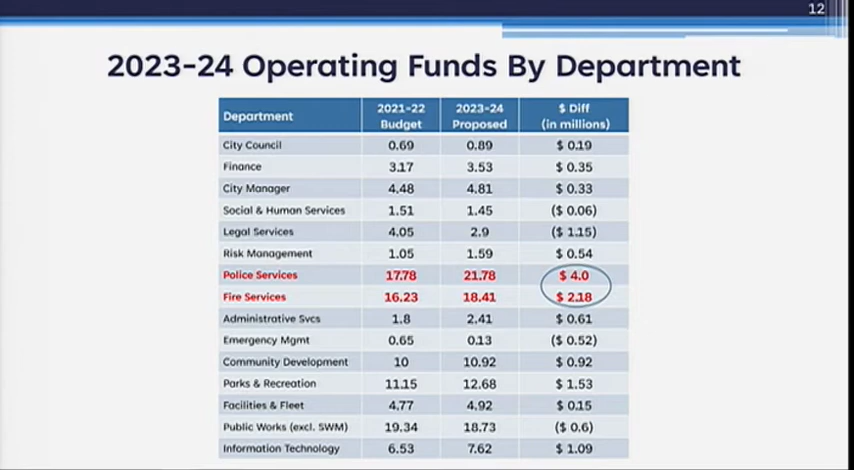 12
2023-24 Operating Funds By Department
Department 2021-22 Budget 2023-24 Proposed $ Diff (in millions)
City Council 0.69 0.89 $ 0.19
Finance 3.17 3.53 $ 0.35
City Manager 4.48 4.81 $ 0.33
Social & Human Services 1.51 1.45 ($ 0.06)
Legal Services 4.05 2.9 ($ 1.15)
Risk Management 1.05 1.59 $ 0.54
Police Services 17.78 21.78 $ 4.0
Fire Services 16.23 18.41 $ 2.18
Administrative Svcs 1.8 2.41 $ 0.61
Emergency Mgmt 0.65 0.13 ($ 0.52)
Community Development 10 10.92 $ 0.92
Parks & Recreation 11.15 12.68 $ 1.53
Facilities & Fleet 4.77 4.92 $ 0.15
Public Works (excl. SWM) 19.34 18.73 ($ 0.6)
Information Technology 6.53 7.62 $ 1.09